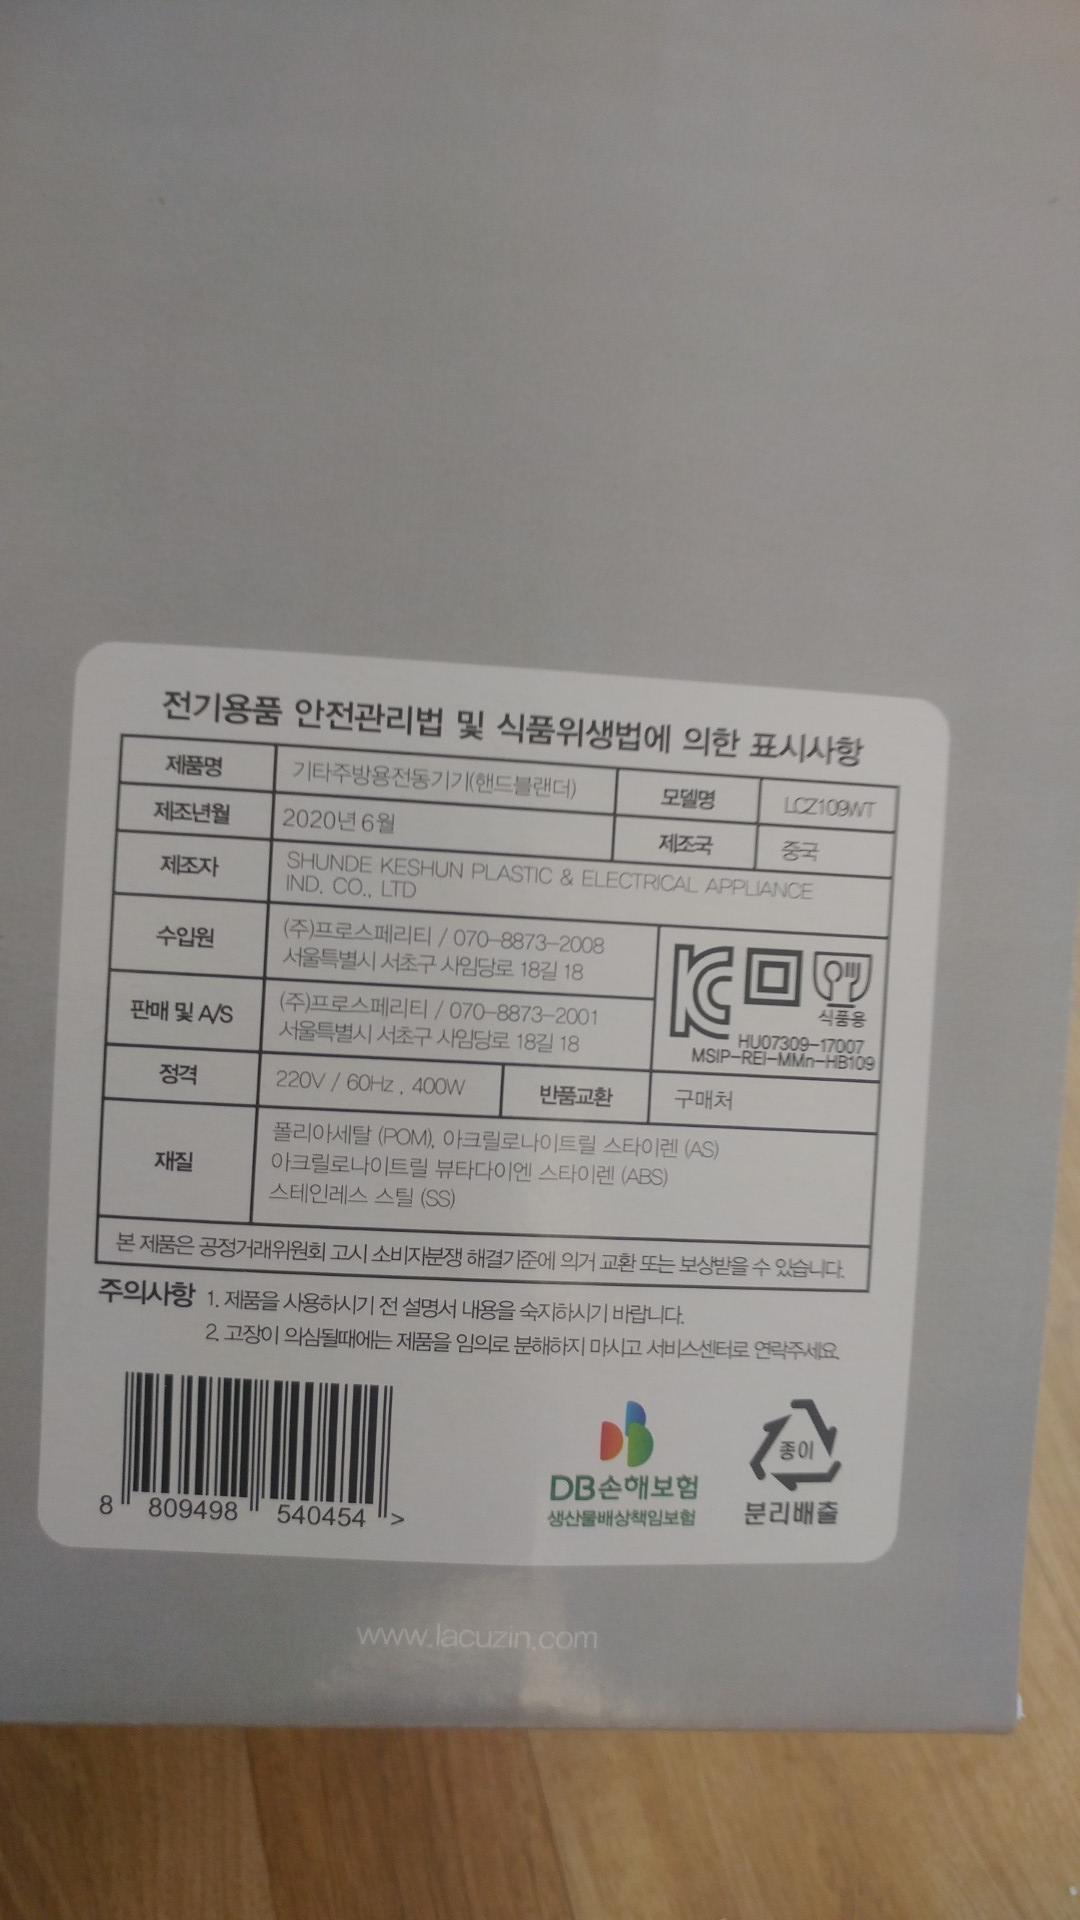 전기용품 안전관리법 및 식품위생법에 의한 표시사항
제품명 기타주방용전동기기(핸드블랜더) 모델명 LCZ109WT
제조년월 2020년 6월 제조국 중국
제조자 SHUNDE KESHUN PLASTIC & ELECTRICAL APPLIANCE
IND. CO., LTD
수입원 (주)프로스페리티 / 070-8873-2008
서울특별시 서초구 사임당로 18길 18
판매 및 A/S (주)프로스페리티 / 070-8873-2001
서울특별시 서초구 사임당로 18길 18
식품용
HU07309-17007
MSIP-REI-MMn-HB109
정격 220V / 60Hz , 400W 반품교환 구매처
재질 폴리아세탈 (POM), 아크릴로나이트릴 스타이렌 (AS)
아크릴로나이트릴 뷰타다이엔 스타이렌 (ABS)
스테인레스 스틸 (SS)
본 제품은 공정거래위원회 고시 소비자분쟁 해결기준에 의거 교환 또는 보상받을 수 있습니다.
주의사항 1. 제품을 사용하시기 전 설명서 내용을 숙지하시기 바랍니다.
2. 고장이 의심될때에는 제품을 임의로 분해하지 마시고 서비스센터로 연락주세요.
8 809498 540454 >
DB손해보험
생산물배상책임보험
종이
분리배출
www.lacuzin.com